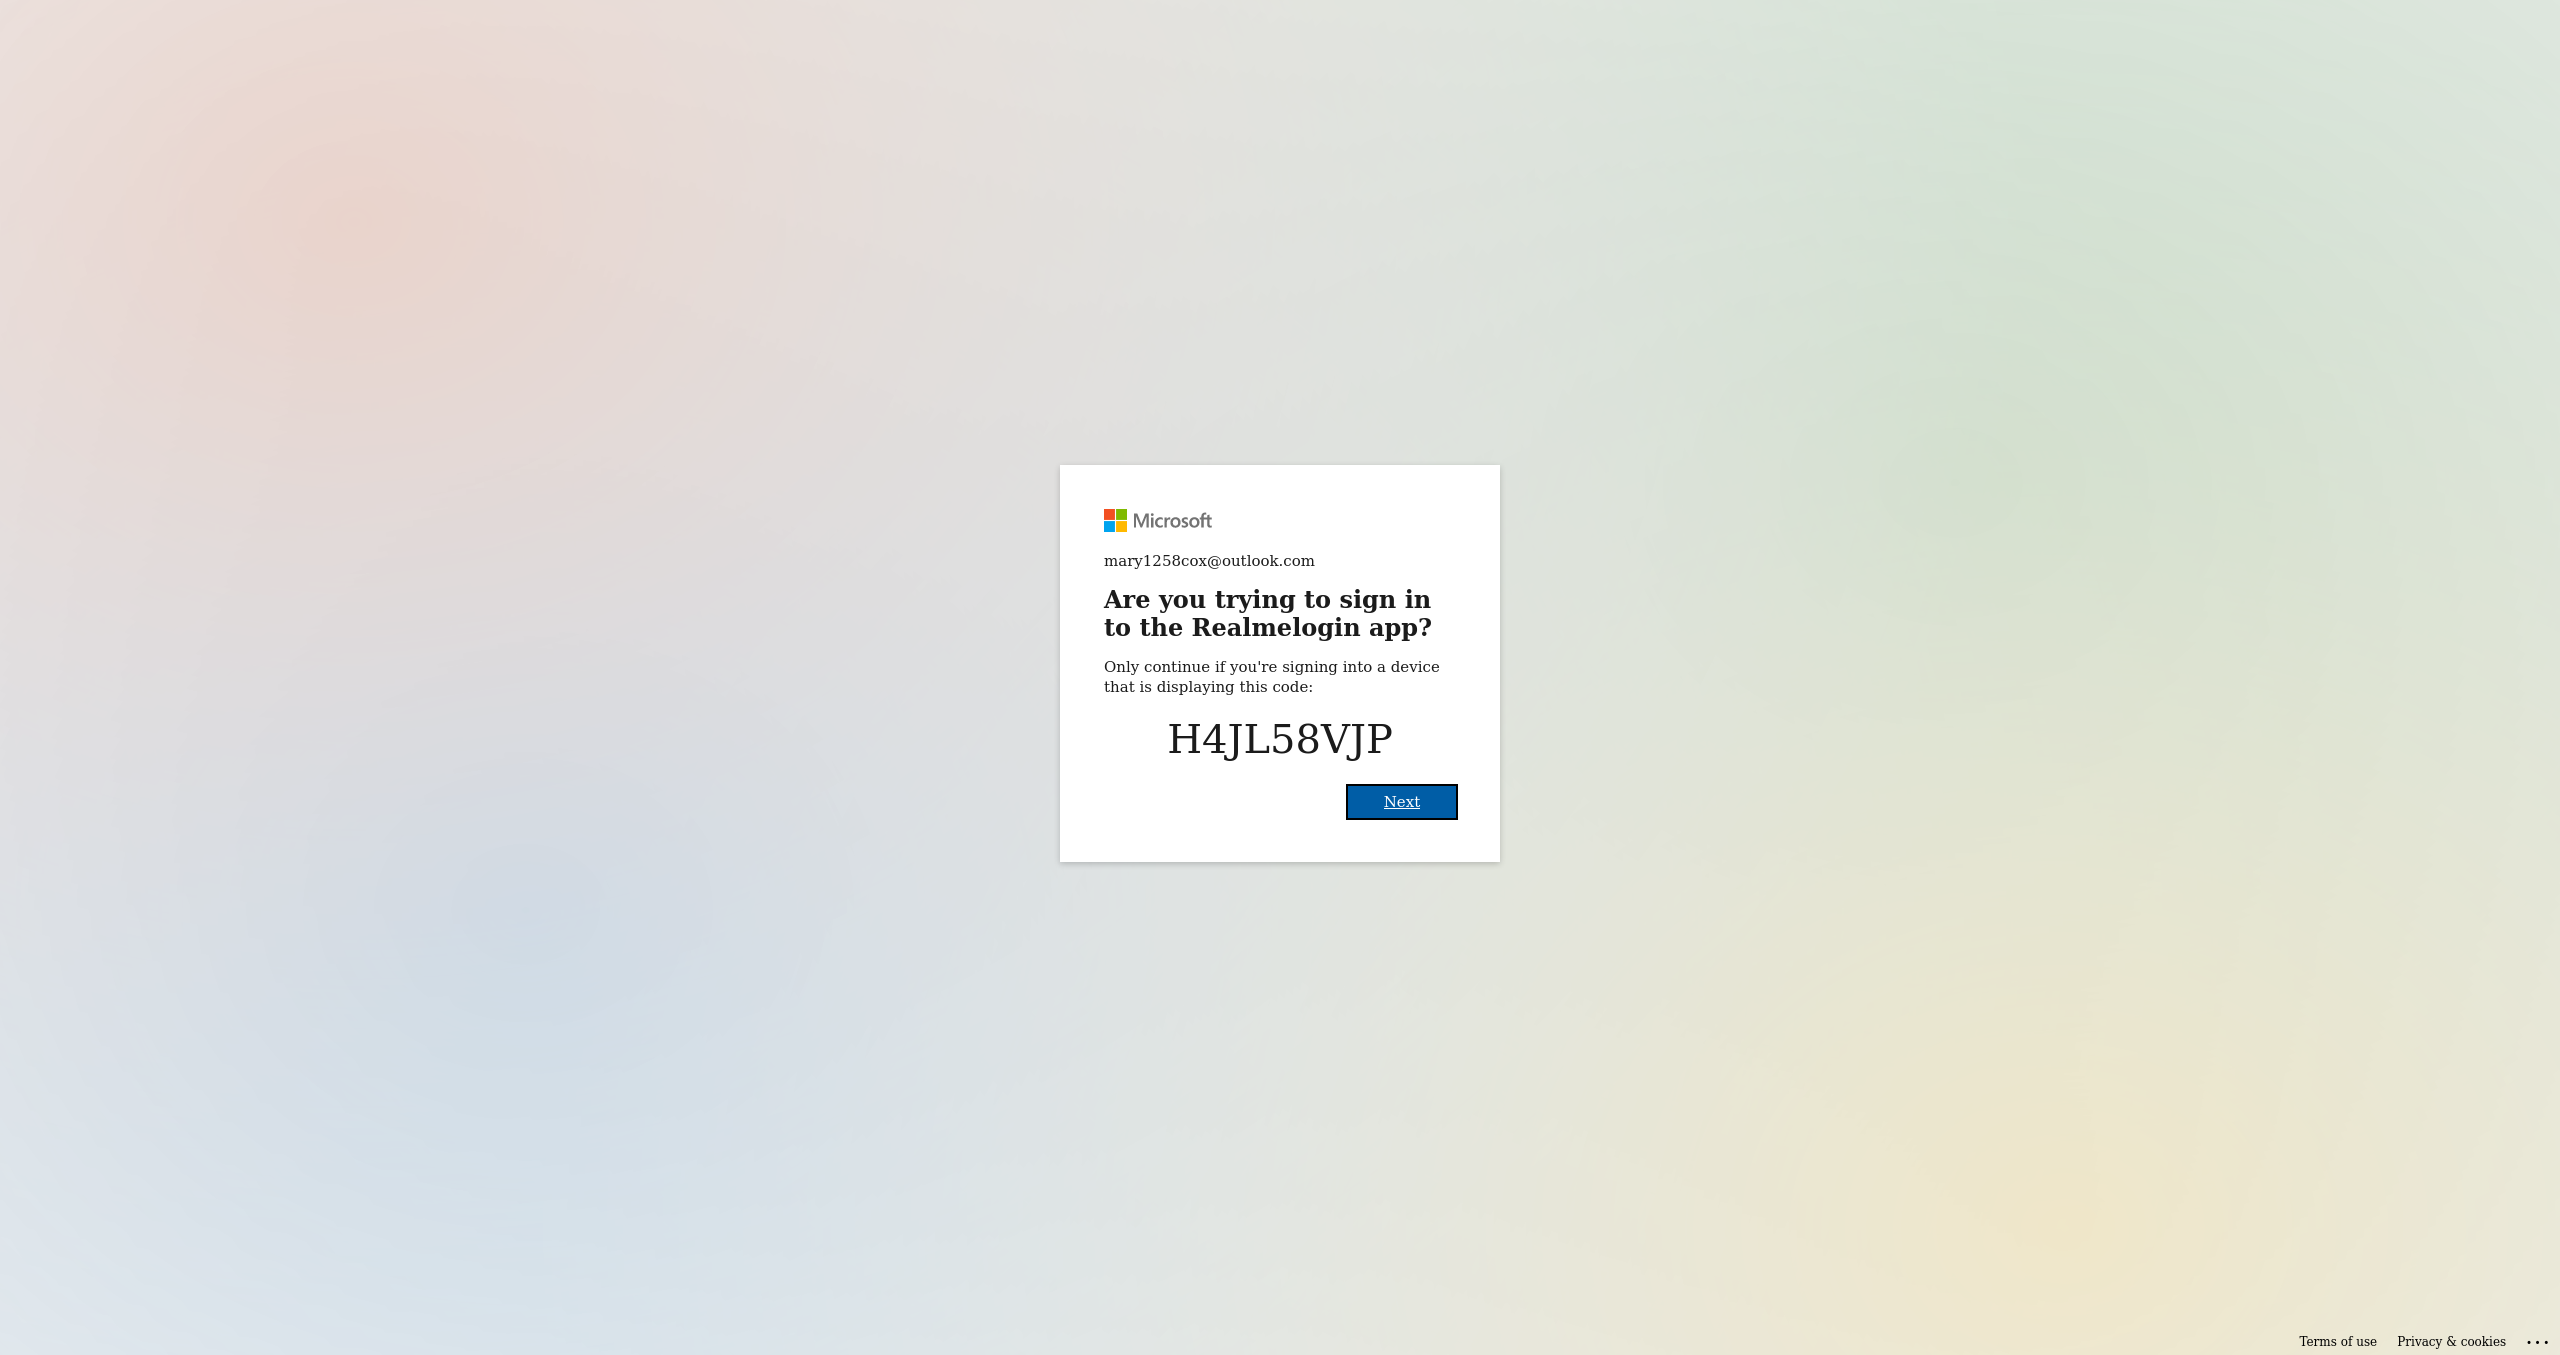 Microsoft
mary1258cox@outlook.com
Are you trying to sign in
to the Realmelogin app?
Only continue if you're signing into a device
that is displaying this code:
H4JL58VJP
Next
Terms of use Privacy & cookies ...